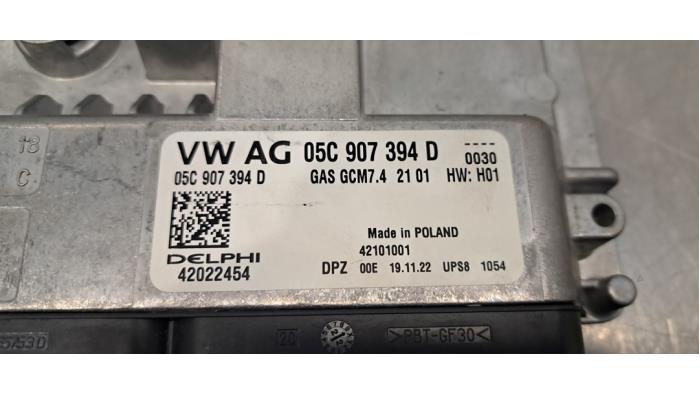 18
C
VW AG 05C 907 394 D
----
0030
05C 907 394 D GAS GCM7.4 21 01 HW: H01
Made in POLAND
42101001
DELPHI
42022454
DPZ 00E 19.11.22 UPS8 1054
>PBT-GF30<